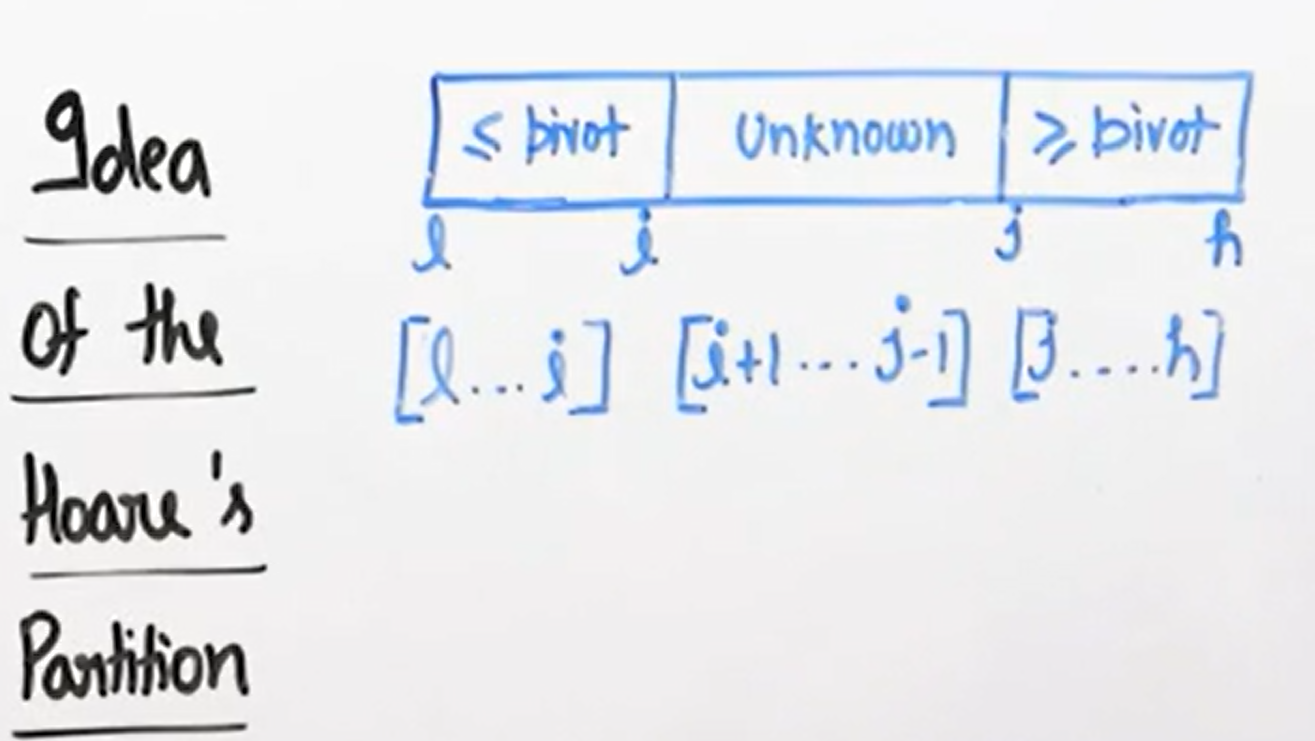 Idea
of the
Hoare's
Partition
≤ pivot Unknown ≥ pivot
l i j h
[l...i] [i+1...j-1] [j....h]